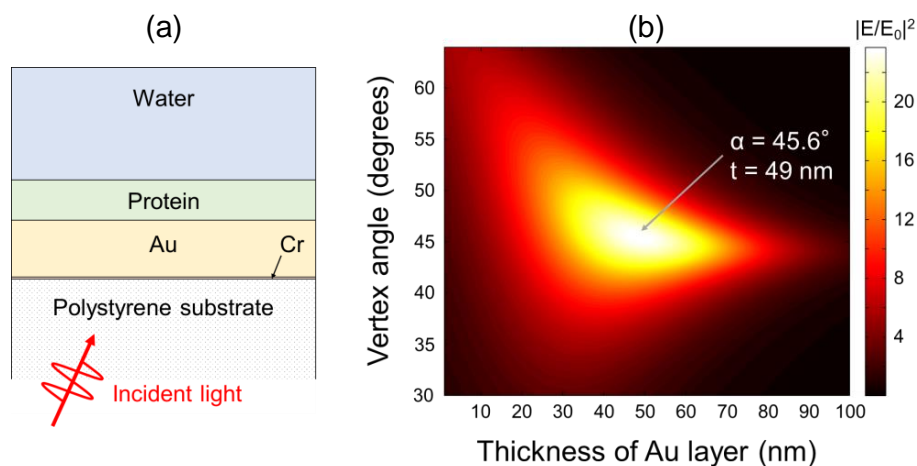 (a)
Water
Protein
Au
Cr
Polystyrene substrate
Incident light
(b)
|E/E₀|²
60
55
50
45
40
35
30
Vertex angle (degrees)
α = 45.6°
t = 49 nm
10 20 30 40 50 60 70 80 90 100
Thickness of Au layer (nm)
20
16
12
8
4